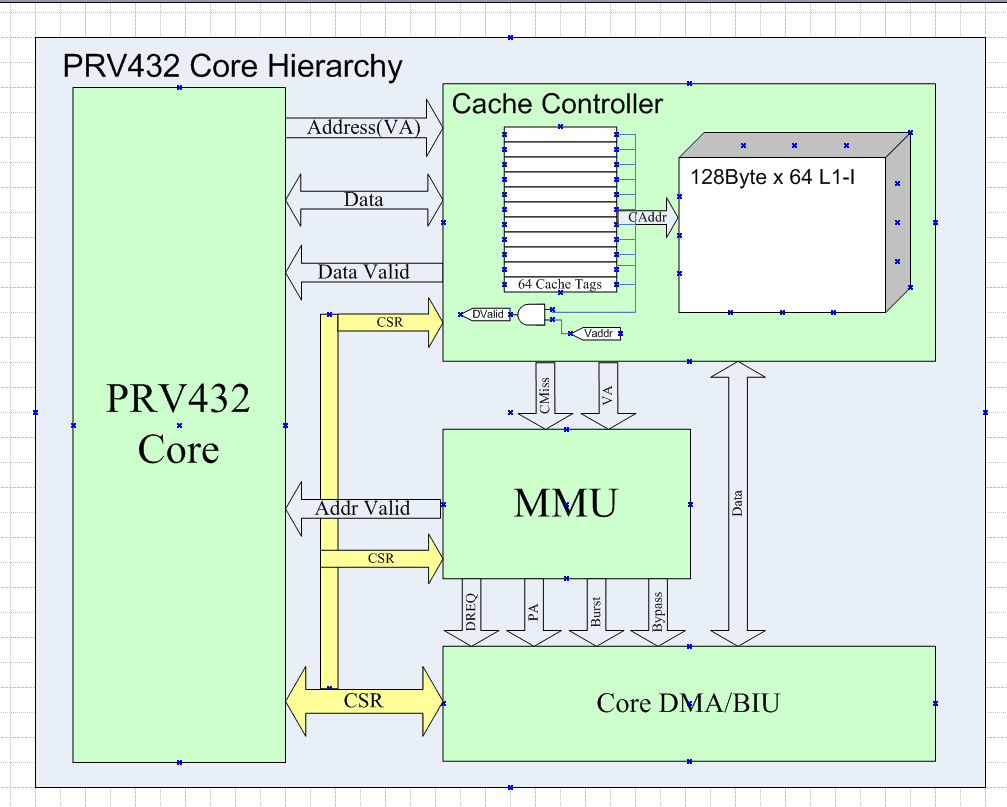 PRV432 Core Hierarchy
Cache Controller
Address(VA)
128Byte x 64 L1-I
Data
CAddr
Data Valid
64 Cache Tags
DValid
CSR
Vaddr
CMiss
VA
PRV432
Core
MMU
Addr Valid
Data
CSR
DREQ
PA
Burst
Bypass
CSR
Core DMA/BIU